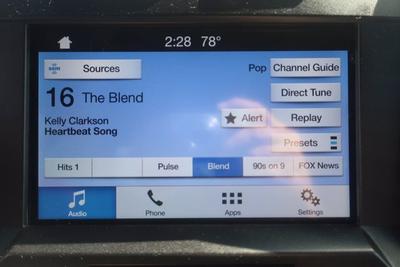 2:28 78°
sxm Sources Pop Channel Guide
16 The Blend Direct Tune
Kelly Clarkson
Heartbeat Song
Alert Replay
Presets
Hits 1 Pulse Blend 90s on 9 FOX News
Audio Phone Apps Settings